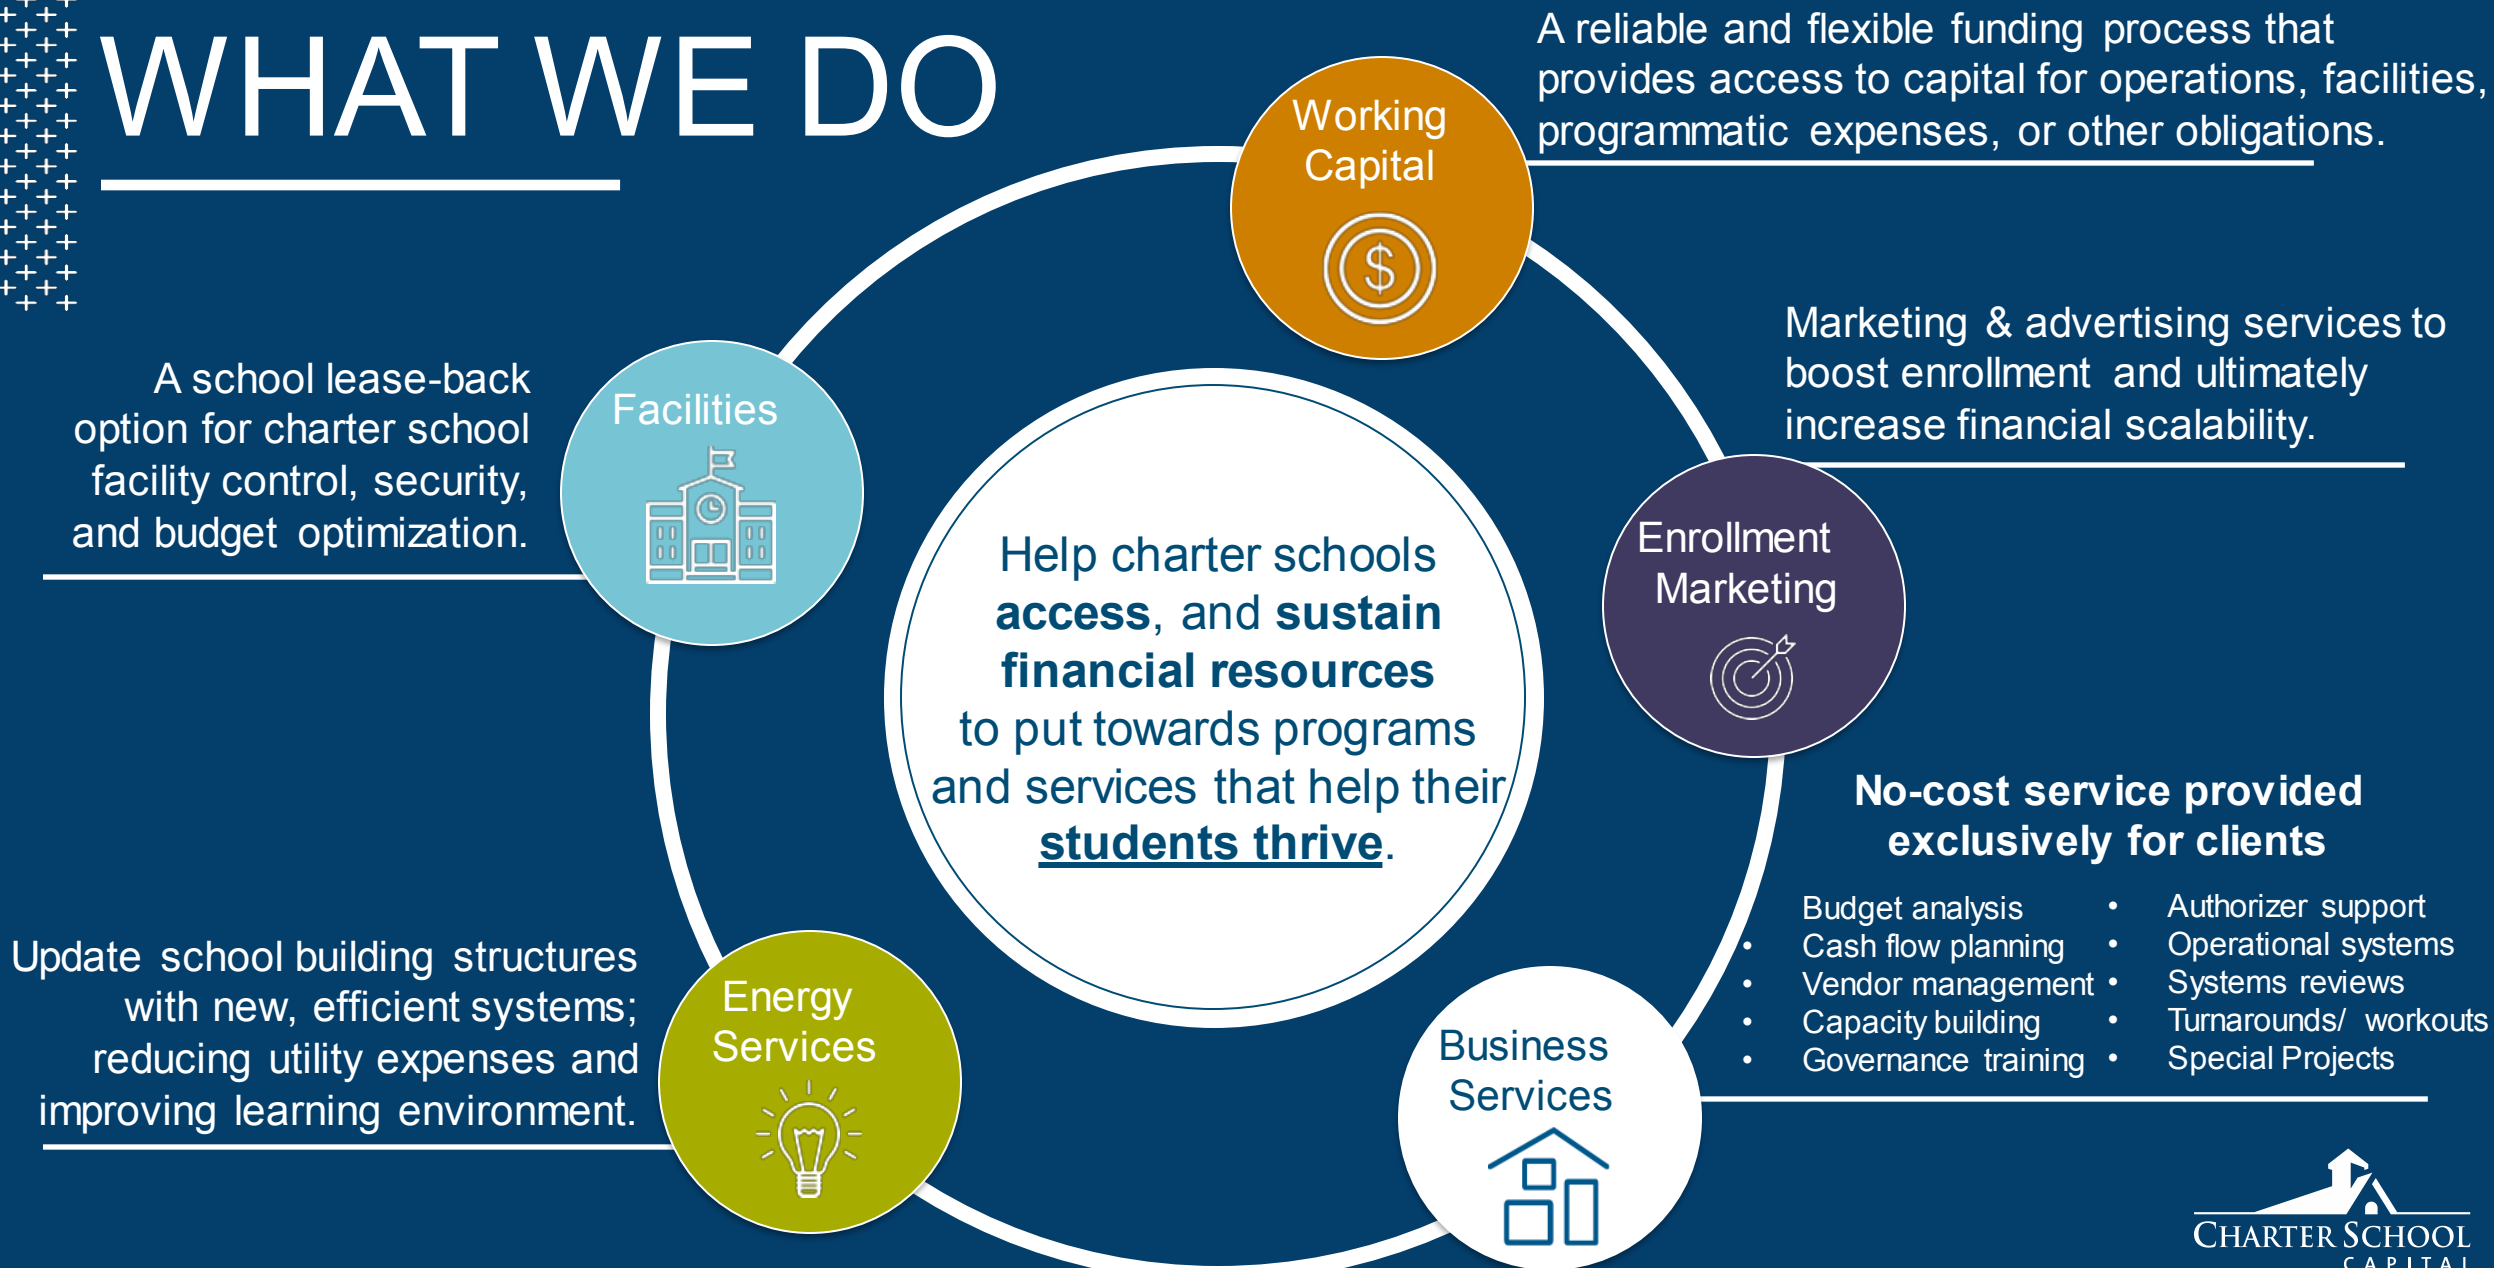 WHAT WE DO
Working
Capital
$
A reliable and flexible funding process that
provides access to capital for operations, facilities,
programmatic expenses, or other obligations.
Facilities
A school lease-back
option for charter school
facility control, security,
and budget optimization.
Enrollment
Marketing
Marketing & advertising services to
boost enrollment and ultimately
increase financial scalability.
Help charter schools
access, and sustain
financial resources
to put towards programs
and services that help their
students thrive.
Energy
Services
Update school building structures
with new, efficient systems;
reducing utility expenses and
improving learning environment.
Business
Services
No-cost service provided
exclusively for clients
Budget analysis
• Cash flow planning
• Vendor management
• Capacity building
• Governance training
• Authorizer support
• Operational systems
• Systems reviews
• Turnarounds/ workouts
• Special Projects
CHARTER SCHOOL
CAPITAL